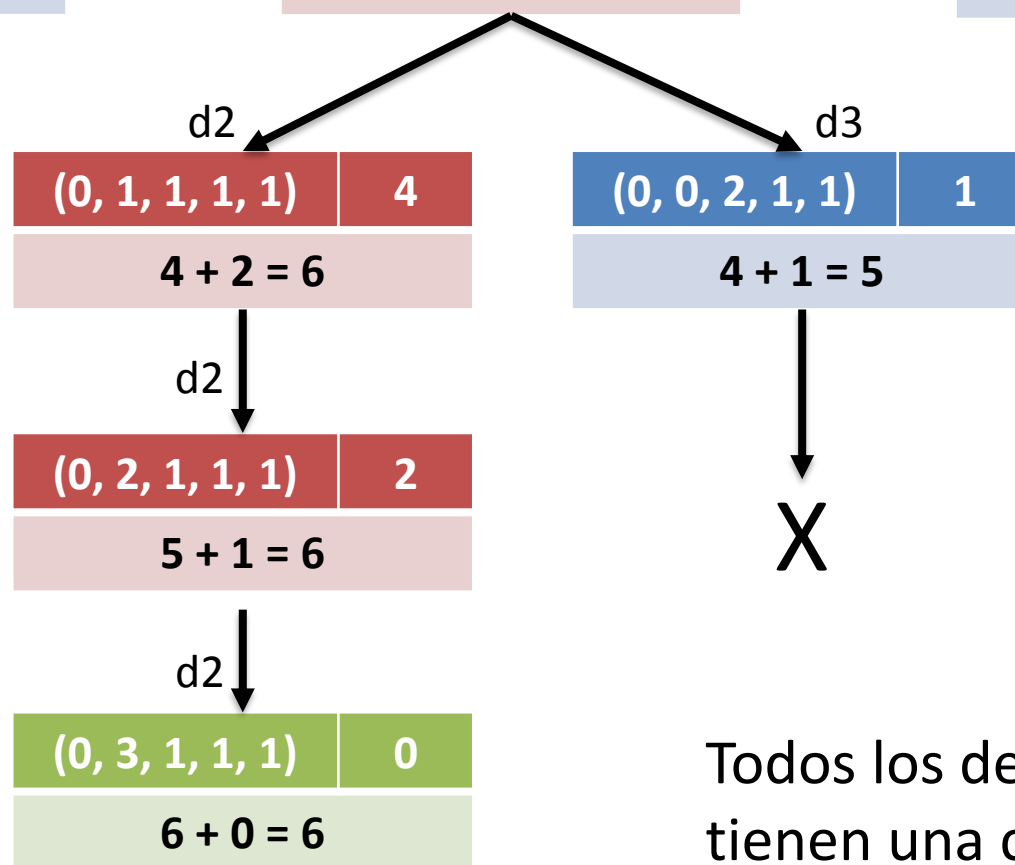 d2
d3
(0, 1, 1, 1, 1) 4
(0, 0, 2, 1, 1) 1
4 + 2 = 6
4 + 1 = 5
d2
(0, 2, 1, 1, 1) 2
5 + 1 = 6
X
d2
(0, 3, 1, 1, 1) 0
6 + 0 = 6
Todos los
tienen una